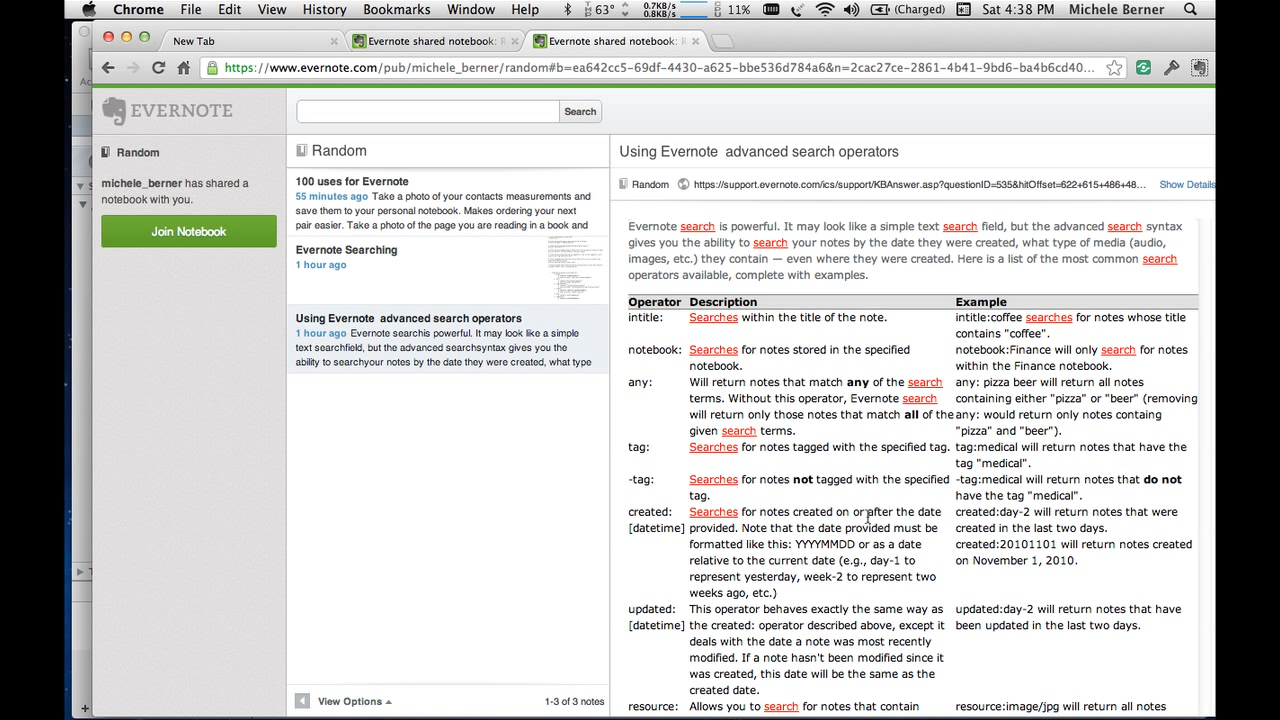 Chrome File Edit View History Bookmarks Window Help 63° 0.7KB/s 0.8KB/s 11% (Charged) Sat 4:38 PM Michele Berner
New Tab
Evernote shared notebook:
Evernote shared notebook:
https://www.evernote.com/pub/michele_berner/random#b=ea642cc5-69df-4430-a625-bbe536d784a6&n=2cac27ce-2861-4b41-9bd6-ba4b6cd40...
EVERNOTE
Search
Random
michele_berner has shared a
notebook with you.
Join Notebook
Random
100 uses for Evernote
55 minutes ago Take a photo of your contacts measurements and
save them to your personal notebook. Makes ordering your next
pair easier. Take a photo of the page you are reading in a book and
Evernote Searching
1 hour ago
Using Evernote advanced search operators
1 hour ago Evernote searchis powerful. It may look like a simple
text searchfield, but the advanced searchsyntax gives you the
ability to searchyour notes by the date they were created, what type
View Options
1-3 of 3 notes
Using Evernote advanced search operators
Random https://support.evernote.com/ics/support/KBAnswer.asp?questionID=535&hitOffset=622+615+486+48... Show Details
Evernote search is powerful. It may look like a simple text search field, but the advanced search syntax
gives you the ability to search your notes by the date they were created, what type of media (audio,
images, etc.) they contain — even where they were created. Here is a list of the most common search
operators available, complete with examples.
Operator Description Example
intitle: Searches within the title of the note. intitle:coffee searches for notes whose title
contains "coffee".
notebook: Searches for notes stored in the specified notebook:Finance will only search for notes
notebook. within the Finance notebook.
any: Will return notes that match any of the search any: pizza beer will return all notes
terms. Without this operator, Evernote search containing either "pizza" or "beer" (removing
will return only those notes that match all of the any: would return only notes containg
given search terms. "pizza" and "beer").
tag: Searches for notes tagged with the specified tag. tag:medical will return notes that have the
tag "medical".
-tag: Searches for notes not tagged with the specified -tag:medical will return notes that do not
tag. have the tag "medical".
created: Searches for notes created on or after the date created:day-2 will return notes that were
[datetime] provided. Note that the date provided must be created in the last two days.
formatted like this: YYYYMMDD or as a date created:20101101 will return notes created
relative to the current date (e.g., day-1 to on November 1, 2010.
represent yesterday, week-2 to represent two
weeks ago, etc.)
updated: This operator behaves exactly the same way as updated:day-2 will return notes that have
[datetime] the created: operator described above, except it been updated in the last two days.
deals with the date a note was most recently
modified. If a note hasn't been modified since it
was created, this date will be the same as the
created date.
resource: Allows you to search for notes that contain resource:image/jpg will return all notes